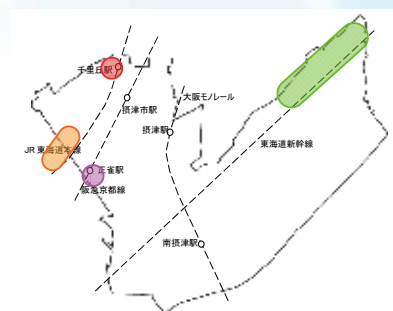 千里丘駅
大阪モノレール
摂津市駅
摂津駅
東海道新幹線
JR東海道本線
正雀駅
阪急京都線
南摂津駅